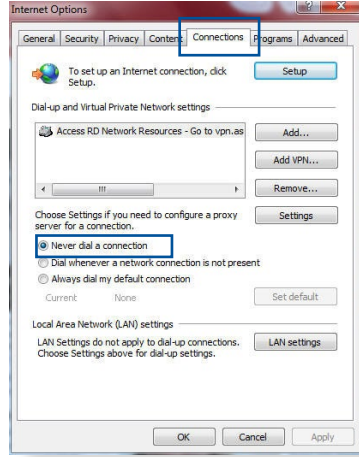 Internet Options
General Security Privacy Content Connections Programs Advanced
To set up an Internet connection, click
Setup.
Setup
Dial-up and Virtual Private Network settings
Access RD Network Resources - Go to vpn.as
Add...
Add VPN...
Remove...
Choose Settings if you need to configure a proxy
server for a connection.
Settings
Never dial a connection
Dial whenever a network connection is not present
Always dial my default connection
Current None
Set default
Local Area Network (LAN) settings
LAN Settings do not apply to dial-up connections.
Choose Settings above for dial-up settings.
LAN settings
OK Cancel Apply